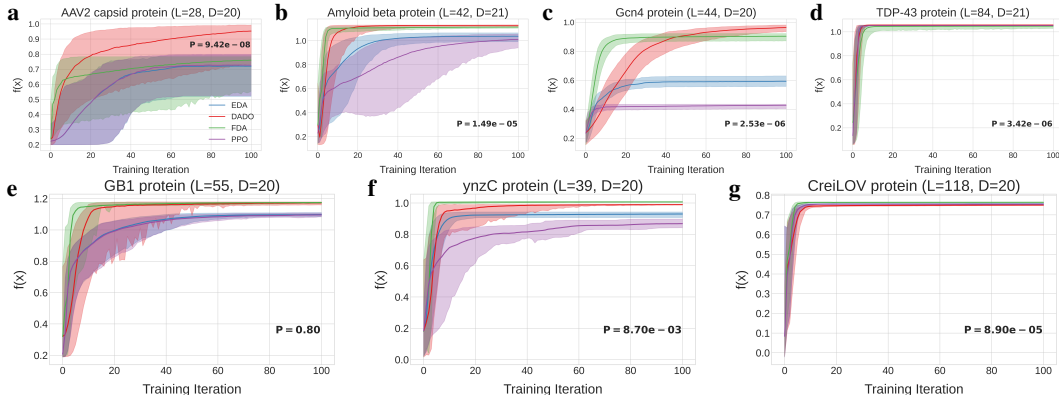 a AAV2 capsid protein (L=28, D=20)
f(x)
1.0
0.9
0.8
0.7
0.6
0.5
0.4
0.3
0.2
P = 9.42e − 08
EDA
DADO
FDA
PPO
0 20 40 60 80 100
Training Iteration
b Amyloid beta protein (L=42, D=21)
f(x)
1.0
0.8
0.6
0.4
0.2
P = 1.49e − 05
0 20 40 60 80 100
Training Iteration
c Gcn4 protein (L=44, D=20)
f(x)
1.0
0.8
0.6
0.4
0.2
P = 2.53e − 06
0 20 40 60 80 100
Training Iteration
d TDP-43 protein (L=84, D=21)
f(x)
1.0
0.8
0.6
0.4
0.2
P = 3.42e − 06
0 20 40 60 80 100
Training Iteration
e GB1 protein (L=55, D=20)
f(x)
1.2
1.0
0.8
0.6
0.4
0.2
P = 0.80
0 20 40 60 80 100
Training Iteration
f ynzC protein (L=39, D=20)
f(x)
1.0
0.8
0.6
0.4
0.2
0.0
P = 8.70e − 03
0 20 40 60 80 100
Training Iteration
g CreiLOV protein (L=118, D=20)
f(x)
0.8
0.7
0.6
0.5
0.4
0.3
0.2
0.1
0.0
P = 8.90e − 05
0 20 40 60 80 100
Training Iteration